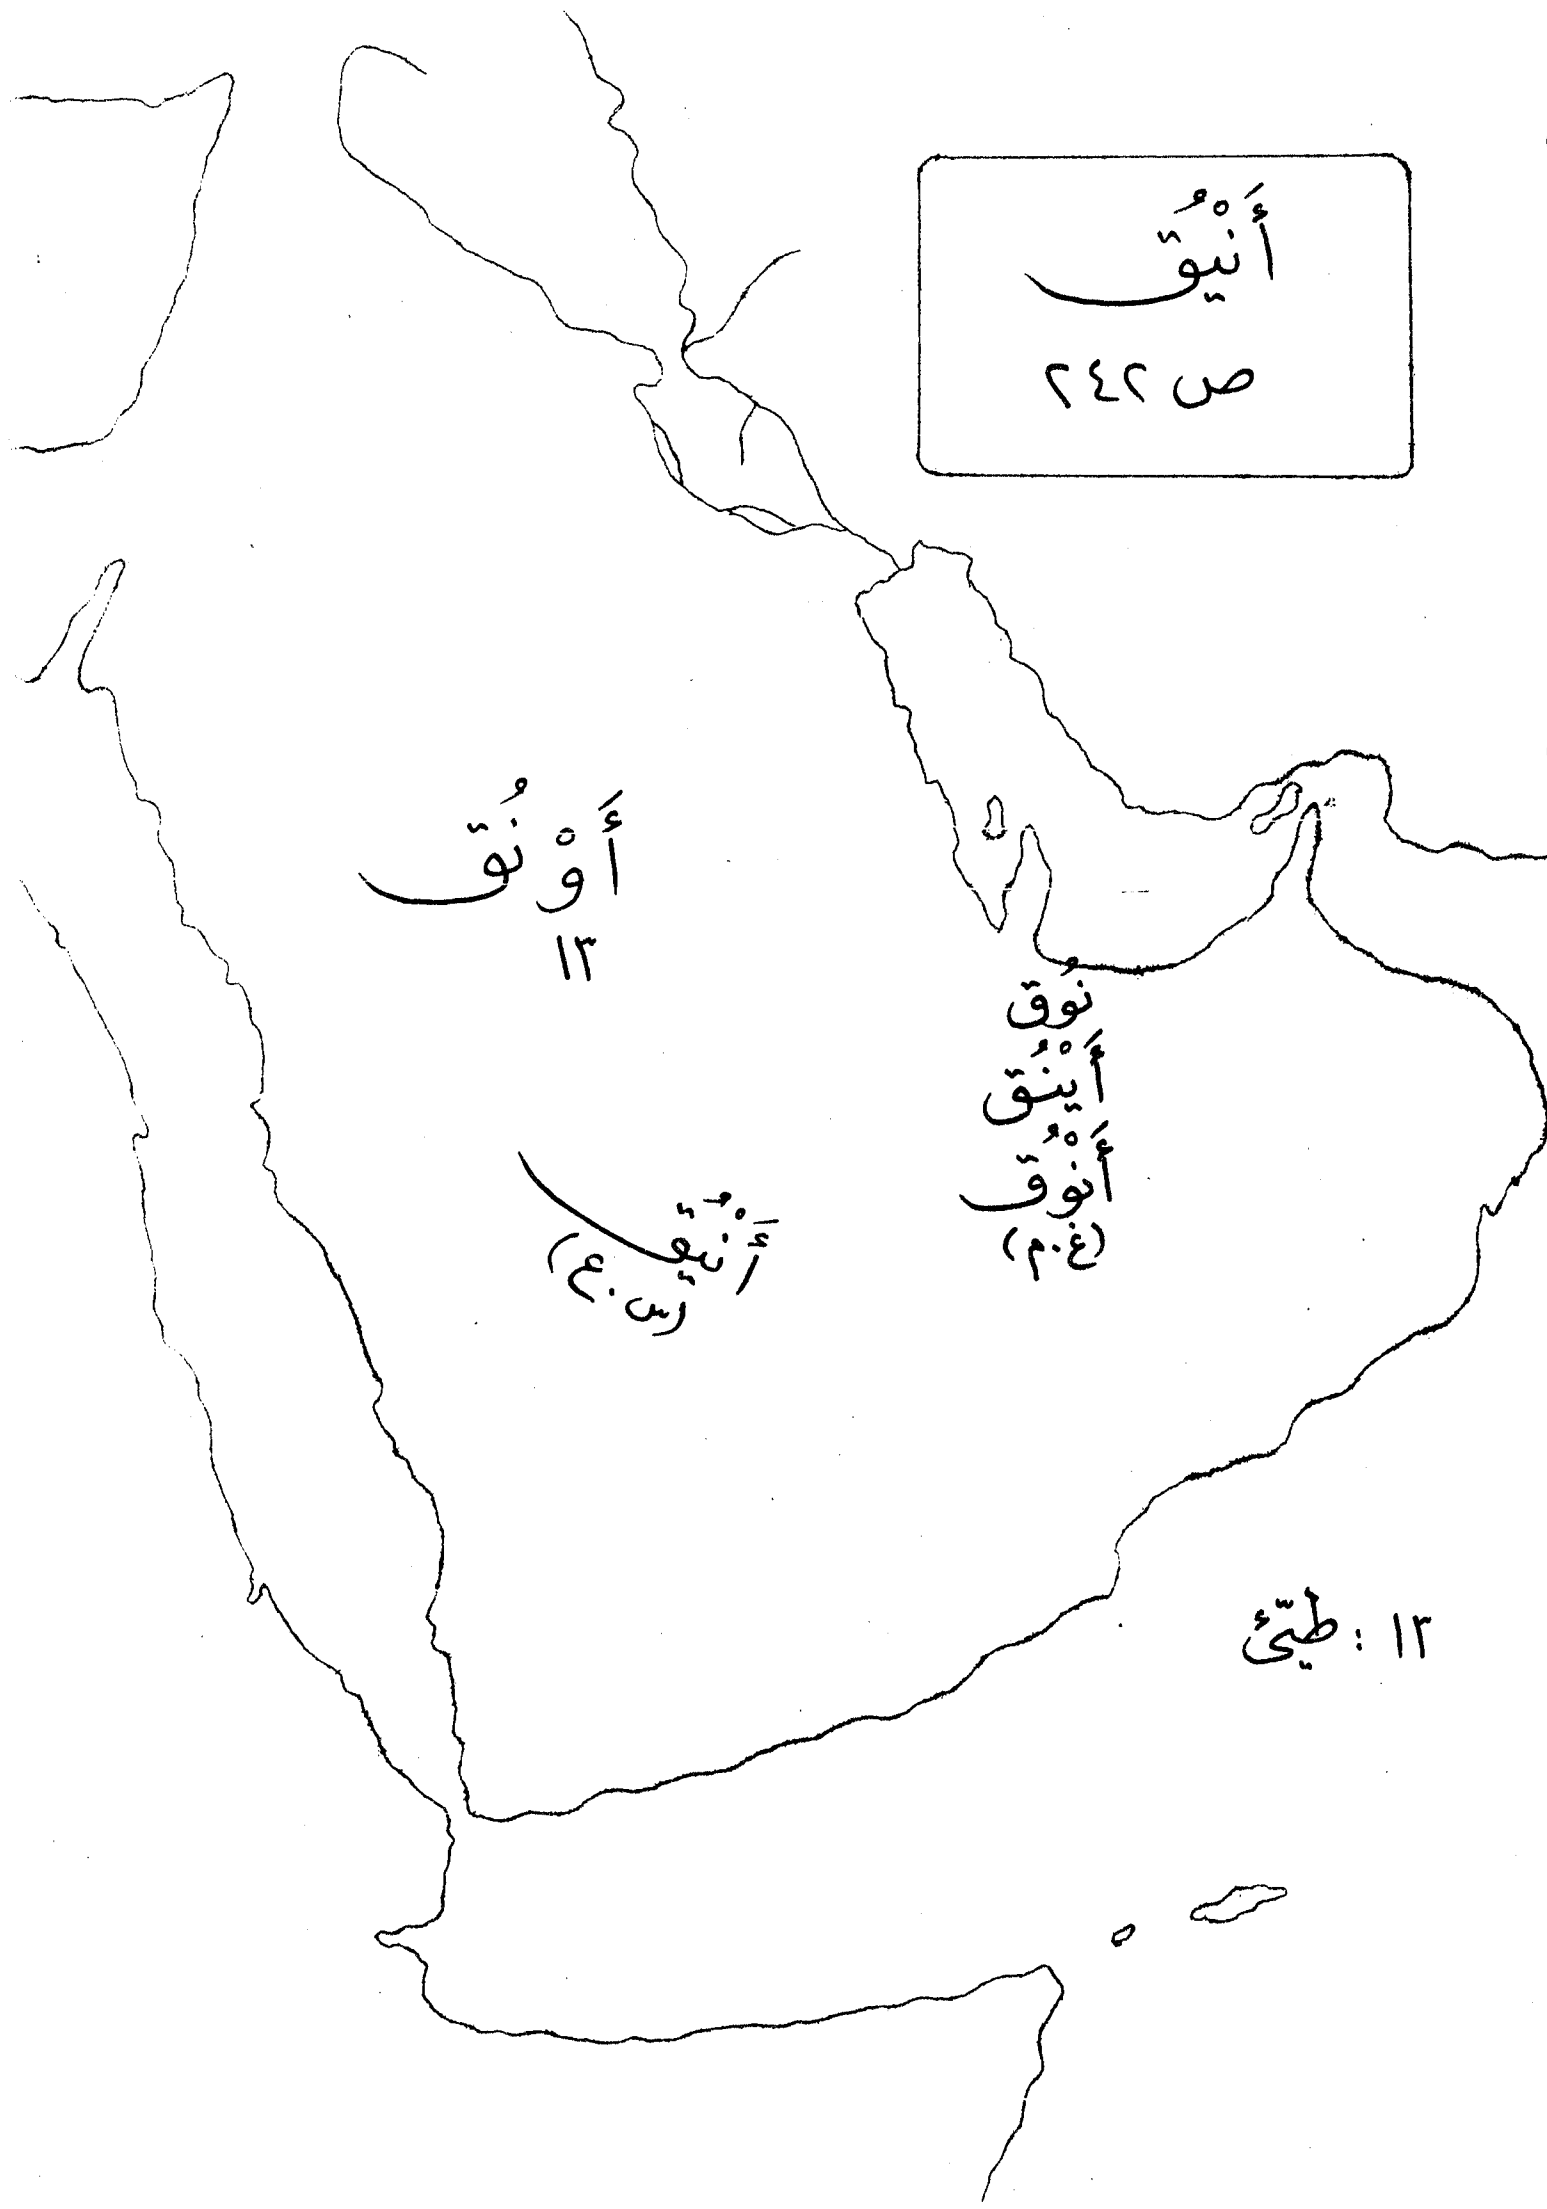 أَنْيُق
ص ٢٤٢
أَوْنُق
١٣
نُوق
أَيْنُق
أَنْوُق
(غ.م)
أَنْيُق
(س.ع)
١٣ : طيّئ